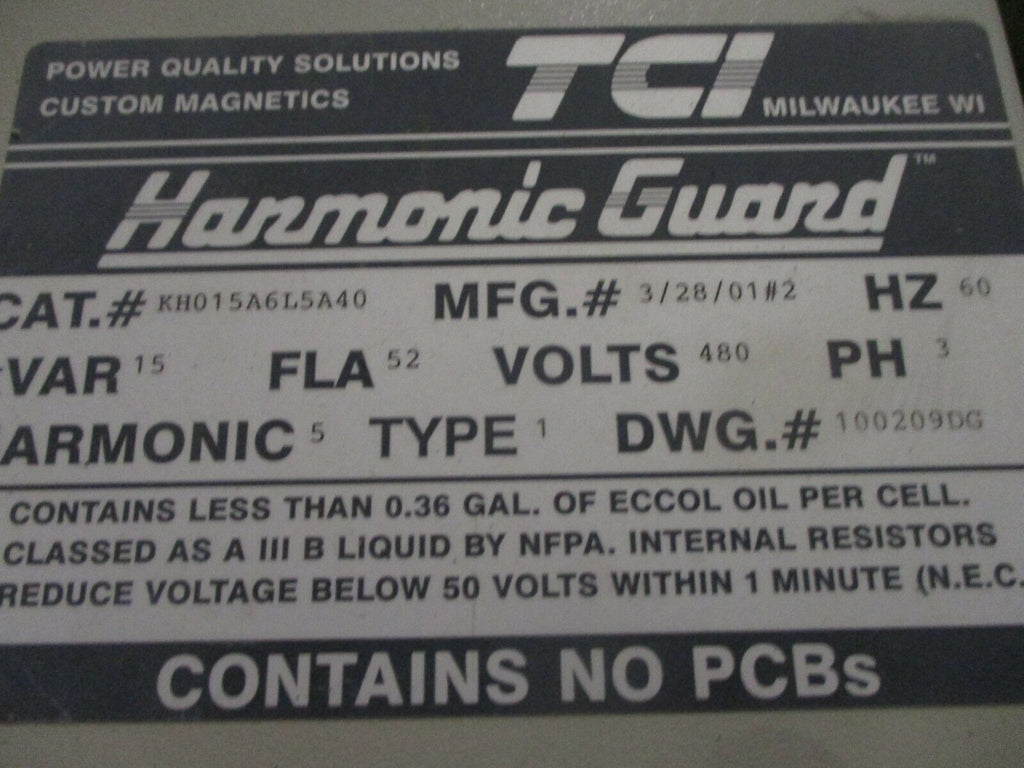 POWER QUALITY SOLUTIONS
CUSTOM MAGNETICS
TCI MILWAUKEE WI
Harmonic Guard™
CAT.# KH015A6L5A40 MFG.# 3/28/01#2 HZ 60
VAR 15 FLA 52 VOLTS 480 PH 3
ARMONIC 5 TYPE 1 DWG.# 100209DG
CONTAINS LESS THAN 0.36 GAL. OF ECCOL OIL PER CELL.
CLASSED AS A III B LIQUID BY NFPA. INTERNAL RESISTORS
REDUCE VOLTAGE BELOW 50 VOLTS WITHIN 1 MINUTE (N.E.C.
CONTAINS NO PCBs